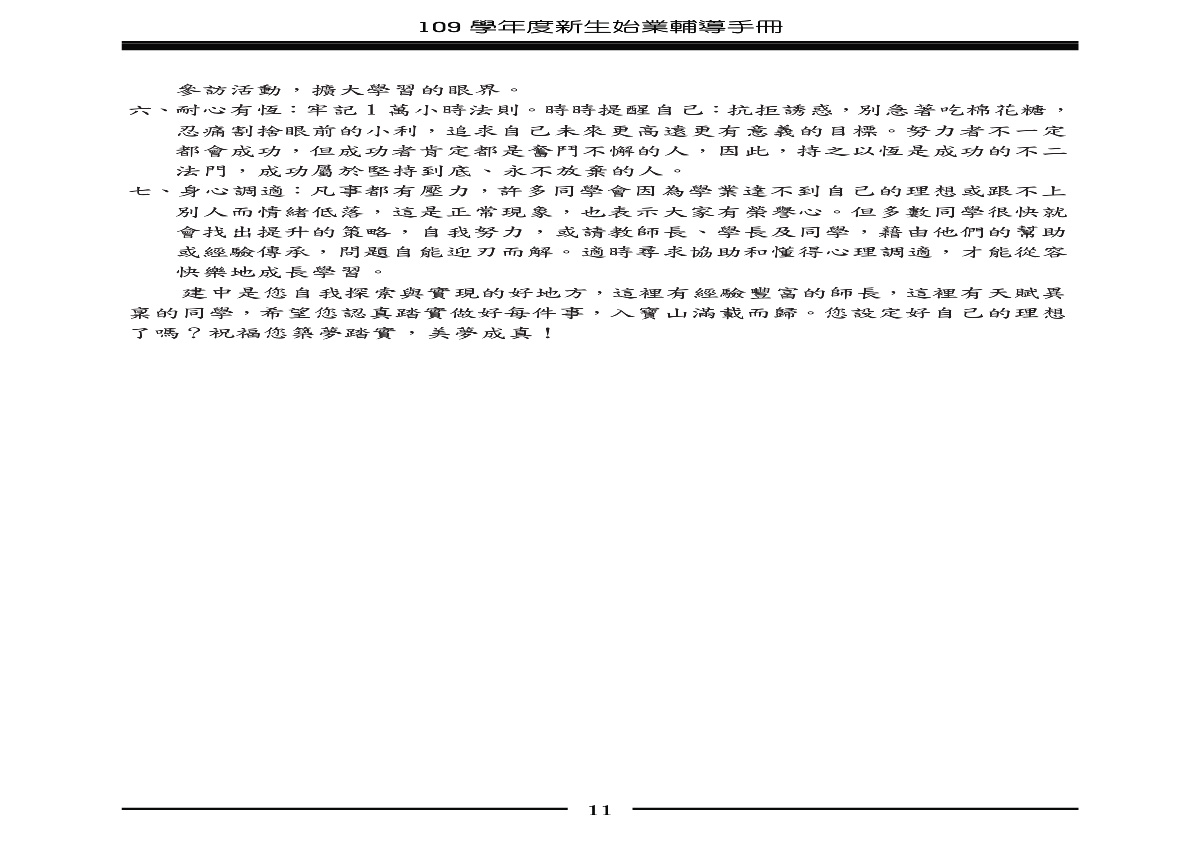 109 學年度新生始業輔導手冊
參訪活動，擴大學習的眼界。
六、耐心有恆：牢記 1 萬小時法則。時時提醒自己：抗拒誘惑，別急著吃棉花糖，
忍痛割捨眼前的小利，追求自己未來更高遠更有意義的目標。努力者不一定
都會成功，但成功者肯定都是奮鬥不懈的人，因此，持之以恆是成功的不二
法門，成功屬於堅持到底、永不放棄的人。
七、身心調適：凡事都有壓力，許多同學會因為學業達不到自己的理想或跟不上
別人而情緒低落，這是正常現象，也表示大家有榮譽心。但多數同學很快就
會找出提升的策略，自我努力，或請教師長、學長及同學，藉由他們的幫助
或經驗傳承，問題自能迎刃而解。適時尋求協助和懂得心理調適，才能從容
快樂地成長學習。
建中是您自我探索與實現的好地方，這裡有經驗豐富的師長，這裡有天賦異
稟的同學，希望您認真踏實做好每件事，入寶山滿載而歸。您設定好自己的理想
了嗎？祝福您築夢踏實，美夢成真！
11